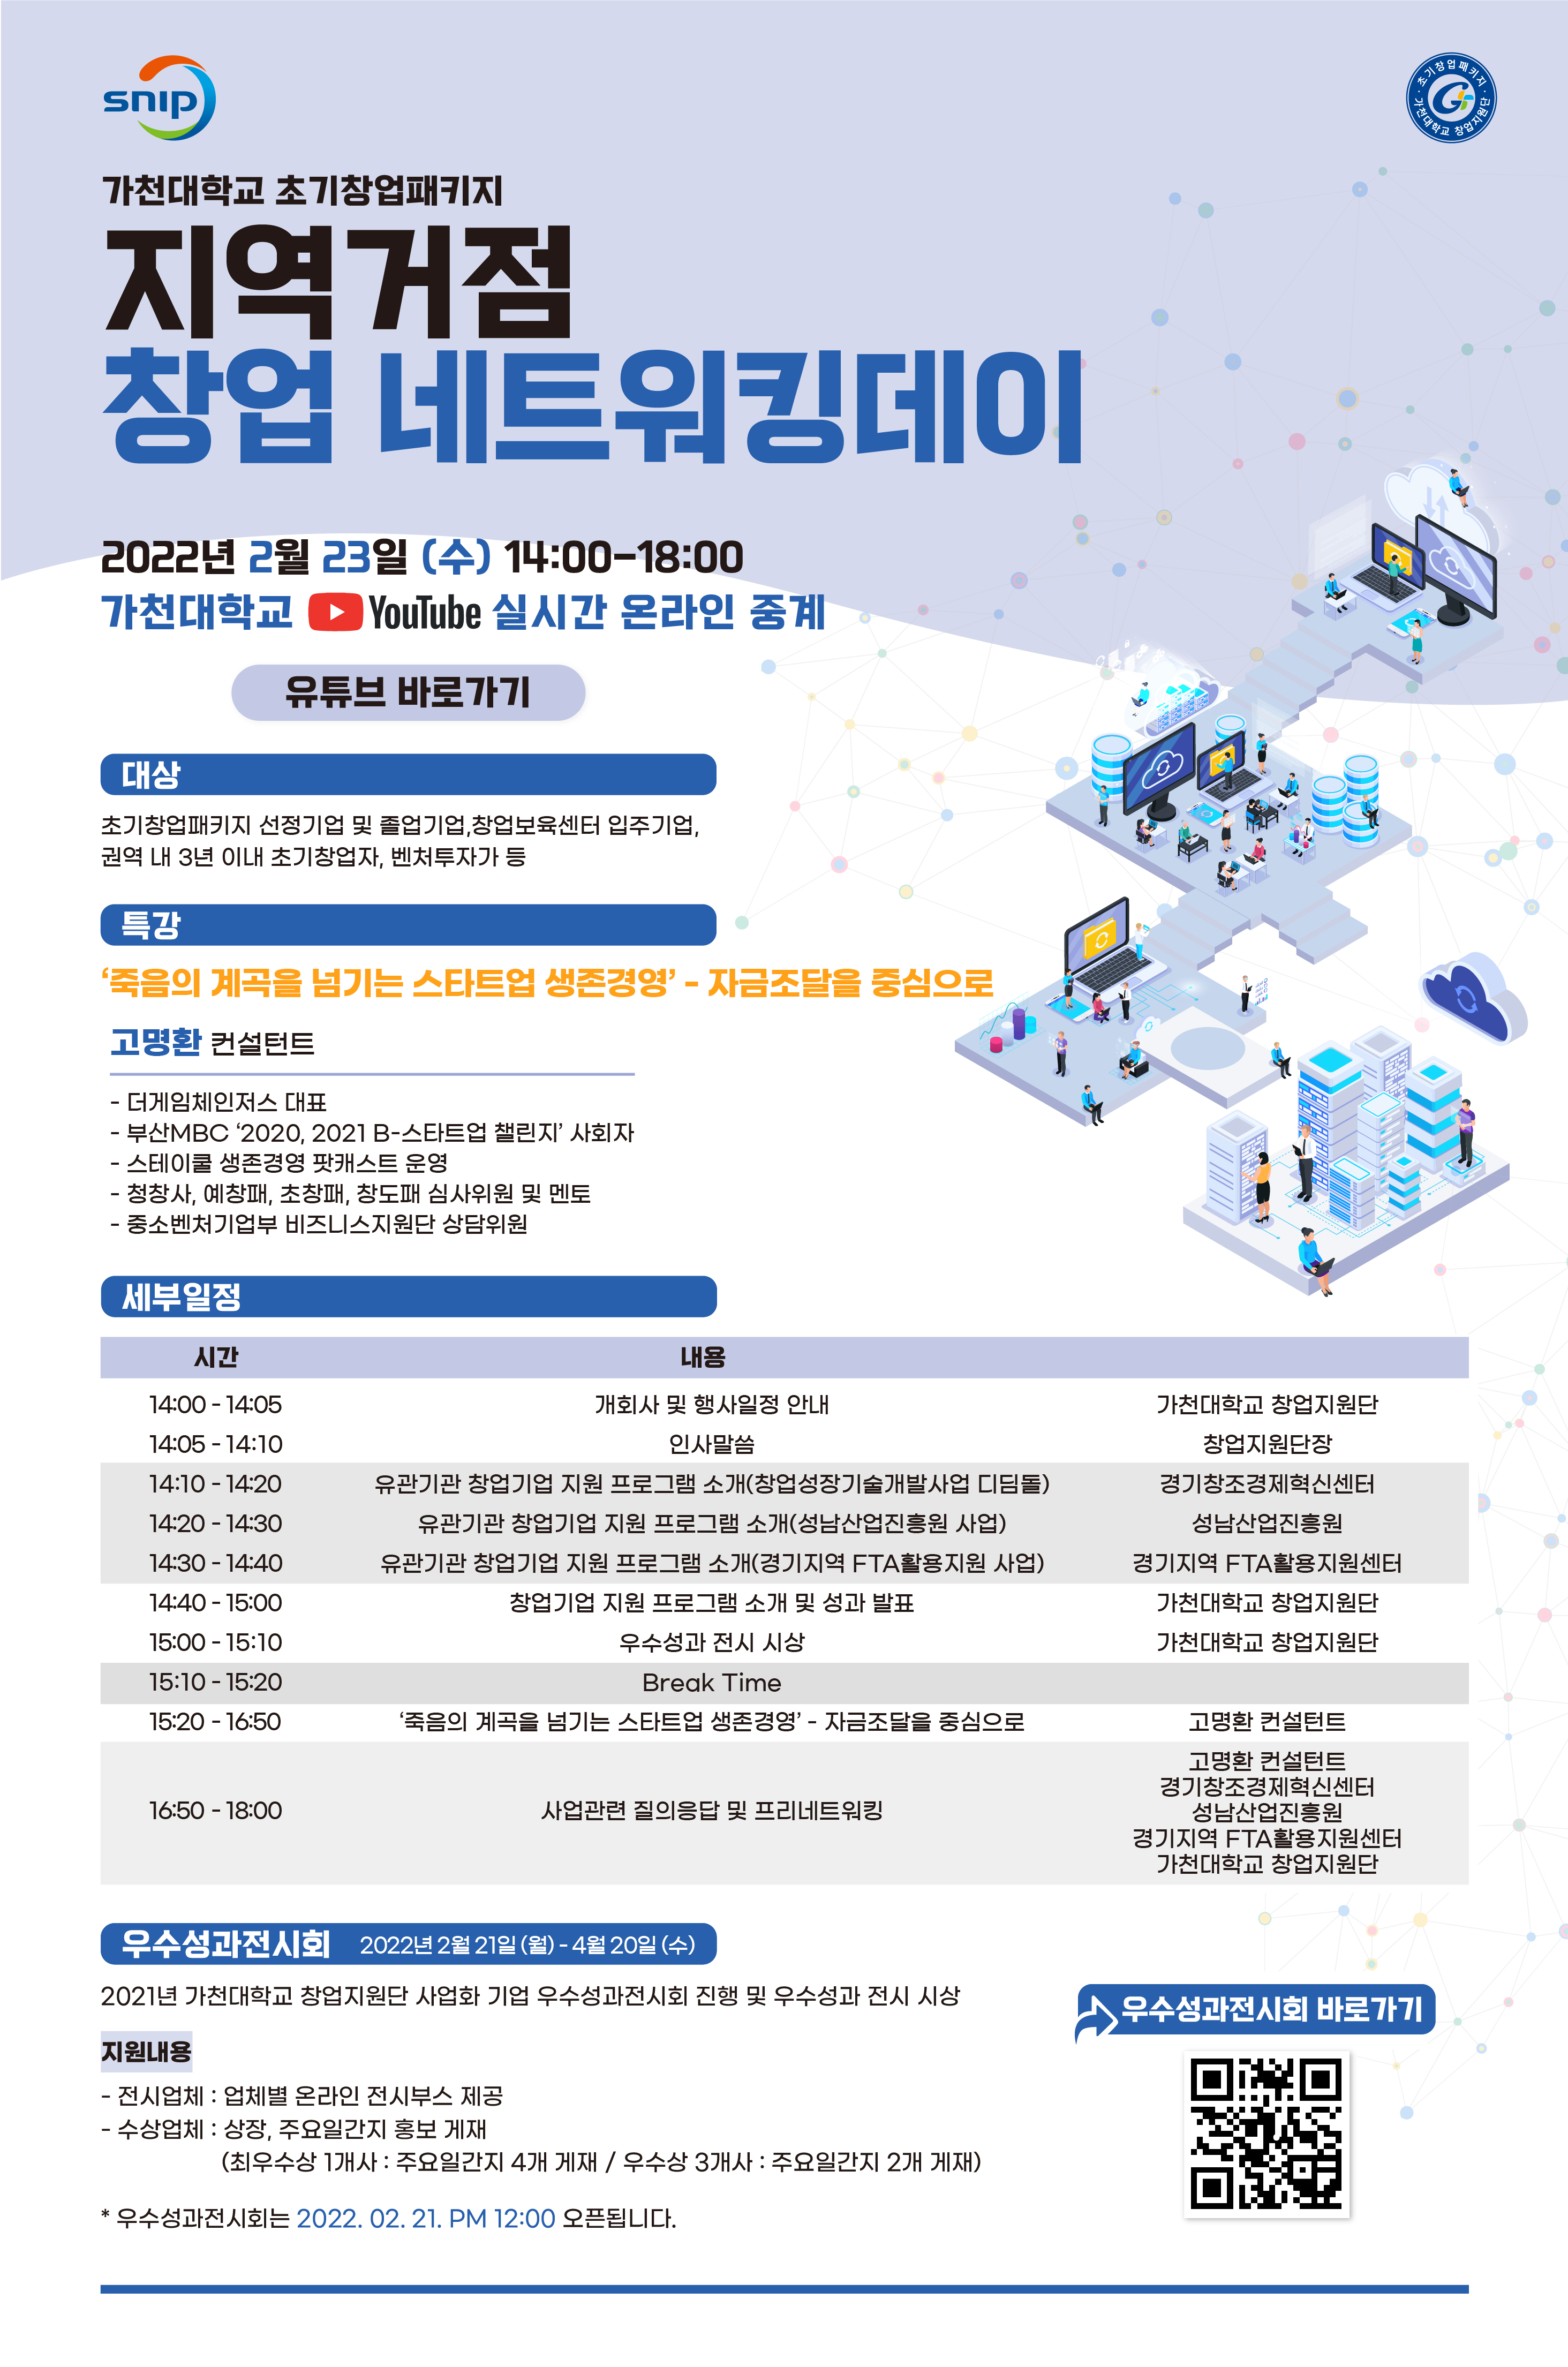 snip
초기창업패키지
가천대학교 창업지원단
가천대학교 초기창업패키지
지역거점
창업 네트워킹데이
2022년 2월 23일 (수) 14:00-18:00
가천대학교 YouTube 실시간 온라인 중계
유튜브 바로가기
대상
초기창업패키지 선정기업 및 졸업기업,창업보육센터 입주기업,
권역 내 3년 이내 초기창업자, 벤처투자가 등
특강
‘죽음의 계곡을 넘기는 스타트업 생존경영’ - 자금조달을 중심으로
고명환 컨설턴트
- 더게임체인저스 대표
- 부산MBC ‘2020, 2021 B-스타트업 챌린지’ 사회자
- 스테이쿨 생존경영 팟캐스트 운영
- 청창사, 예창패, 초창패, 창도패 심사위원 및 멘토
- 중소벤처기업부 비즈니스지원단 상담위원
세부일정
시간 내용
14:00 - 14:05 개회사 및 행사일정 안내 가천대학교 창업지원단
14:05 - 14:10 인사말씀 창업지원단장
14:10 - 14:20 유관기관 창업기업 지원 프로그램 소개(창업성장기술개발사업 디딤돌) 경기창조경제혁신센터
14:20 - 14:30 유관기관 창업기업 지원 프로그램 소개(성남산업진흥원 사업) 성남산업진흥원
14:30 - 14:40 유관기관 창업기업 지원 프로그램 소개(경기지역 FTA활용지원 사업) 경기지역 FTA활용지원센터
14:40 - 15:00 창업기업 지원 프로그램 소개 및 성과 발표 가천대학교 창업지원단
15:00 - 15:10 우수성과 전시 시상 가천대학교 창업지원단
15:10 - 15:20 Break Time
15:20 - 16:50 ‘죽음의 계곡을 넘기는 스타트업 생존경영’ - 자금조달을 중심으로 고명환 컨설턴트
16:50 - 18:00 사업관련 질의응답 및 프리네트워킹
고명환 컨설턴트
경기창조경제혁신센터
성남산업진흥원
경기지역 FTA활용지원센터
가천대학교 창업지원단
우수성과전시회 2022년 2월 21일 (월) - 4월 20일 (수)
2021년 가천대학교 창업지원단 사업화 기업 우수성과전시회 진행 및 우수성과 전시 시상
우수성과전시회 바로가기
지원내용
- 전시업체 : 업체별 온라인 전시부스 제공
- 수상업체 : 상장, 주요일간지 홍보 게재
(최우수상 1개사 : 주요일간지 4개 게재 / 우수상 3개사 : 주요일간지 2개 게재)
* 우수성과전시회는 2022. 02. 21. PM 12:00 오픈됩니다.